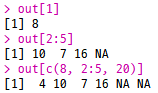 > out[1]
[1] 8
> out[2:5]
[1] 10  7 16 NA
> out[c(8, 2:5, 20)]
[1]  4 10  7 16 NA NA